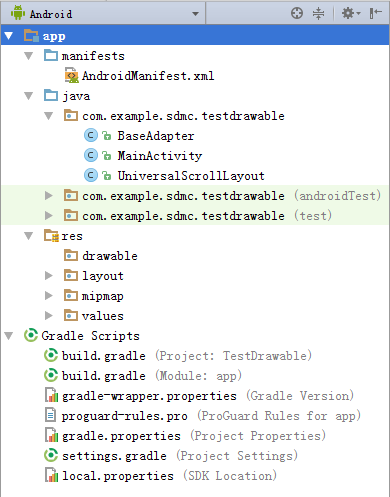 Android
app
manifests
AndroidManifest.xml
java
com.example.sdmc.testdrawable
C BaseAdapter
C MainActivity
C UniversalScrollLayout
com.example.sdmc.testdrawable (androidTest)
com.example.sdmc.testdrawable (test)
res
drawable
layout
mipmap
values
Gradle Scripts
build.gradle (Project: TestDrawable)
build.gradle (Module: app)
gradle-wrapper.properties (Gradle Version)
proguard-rules.pro (ProGuard Rules for app)
gradle.properties (Project Properties)
settings.gradle (Project Settings)
local.properties (SDK Location)